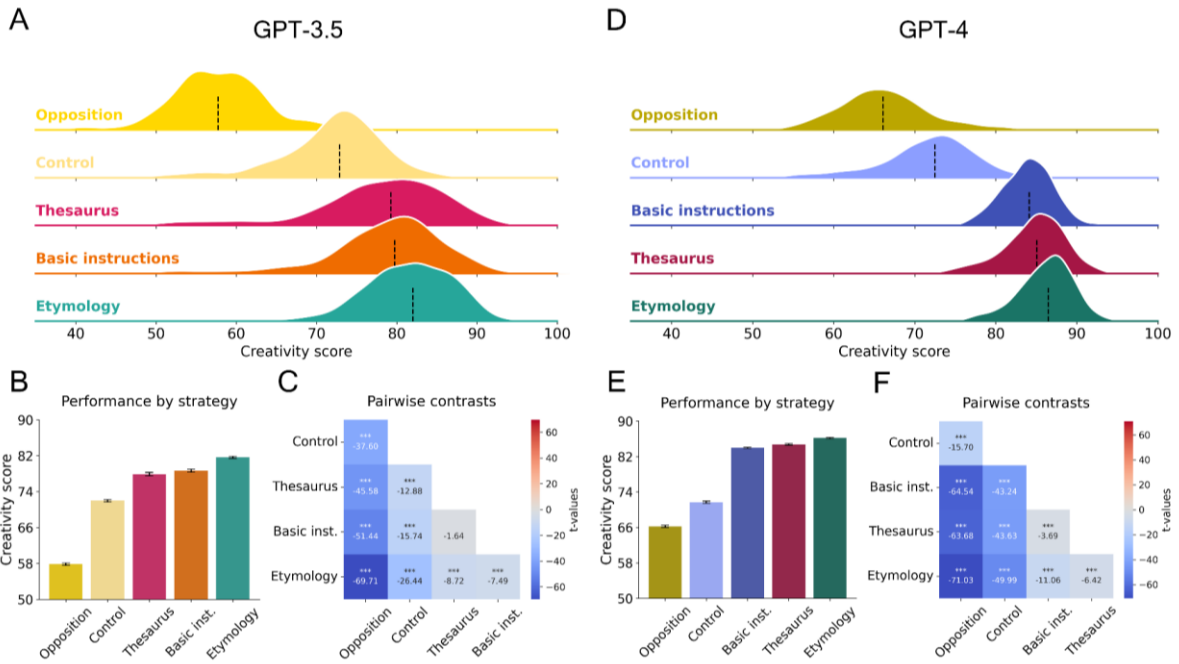 A
GPT-3.5
D
GPT-4
Opposition
Control
Thesaurus
Basic instructions
Etymology
40 50 60 70 80 90 100
Creativity score
Opposition
Control
Basic instructions
Thesaurus
Etymology
40 50 60 70 80 90 100
Creativity score
B
Performance by strategy
Creativity score
90
82
74
66
58
50
Opposition
Control
Thesaurus
Basic inst.
Etymology
C
Pairwise contrasts
Control
*** -37.60
Thesaurus
*** -45.58
*** -12.88
Basic inst.
*** -51.44
*** -15.74
-1.64
Etymology
*** -69.71
*** -26.44
*** -8.72
*** -7.49
Opposition
Control
Thesaurus
Basic inst.
60
40
20
0
−20
−40
−60
t-values
E
Performance by strategy
Creativity score
90
82
74
66
58
50
Opposition
Control
Basic inst.
Thesaurus
Etymology
F
Pairwise contrasts
Control
*** -15.70
Basic inst.
*** -64.54
*** -43.24
Thesaurus
*** -63.68
*** -43.63
*** -3.69
Etymology
*** -71.03
*** -49.99
*** -11.06
*** -6.42
Opposition
Control
Basic inst.
Thesaurus
60
40
20
0
−20
−40
−60
t-values